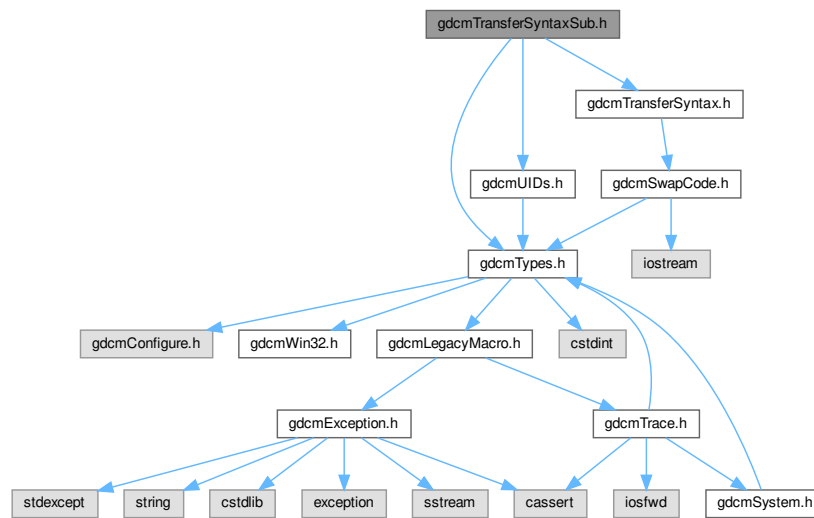 gdcmTransferSyntaxSub.h
gdcmTransferSyntax.h
gdcmUIDs.h
gdcmSwapCode.h
gdcmTypes.h
iostream
gdcmConfigure.h
gdcmWin32.h
gdcmLegacyMacro.h
cstdint
gdcmException.h
gdcmTrace.h
stdexcept
string
cstdlib
exception
sstream
cassert
iosfwd
gdcmSystem.h